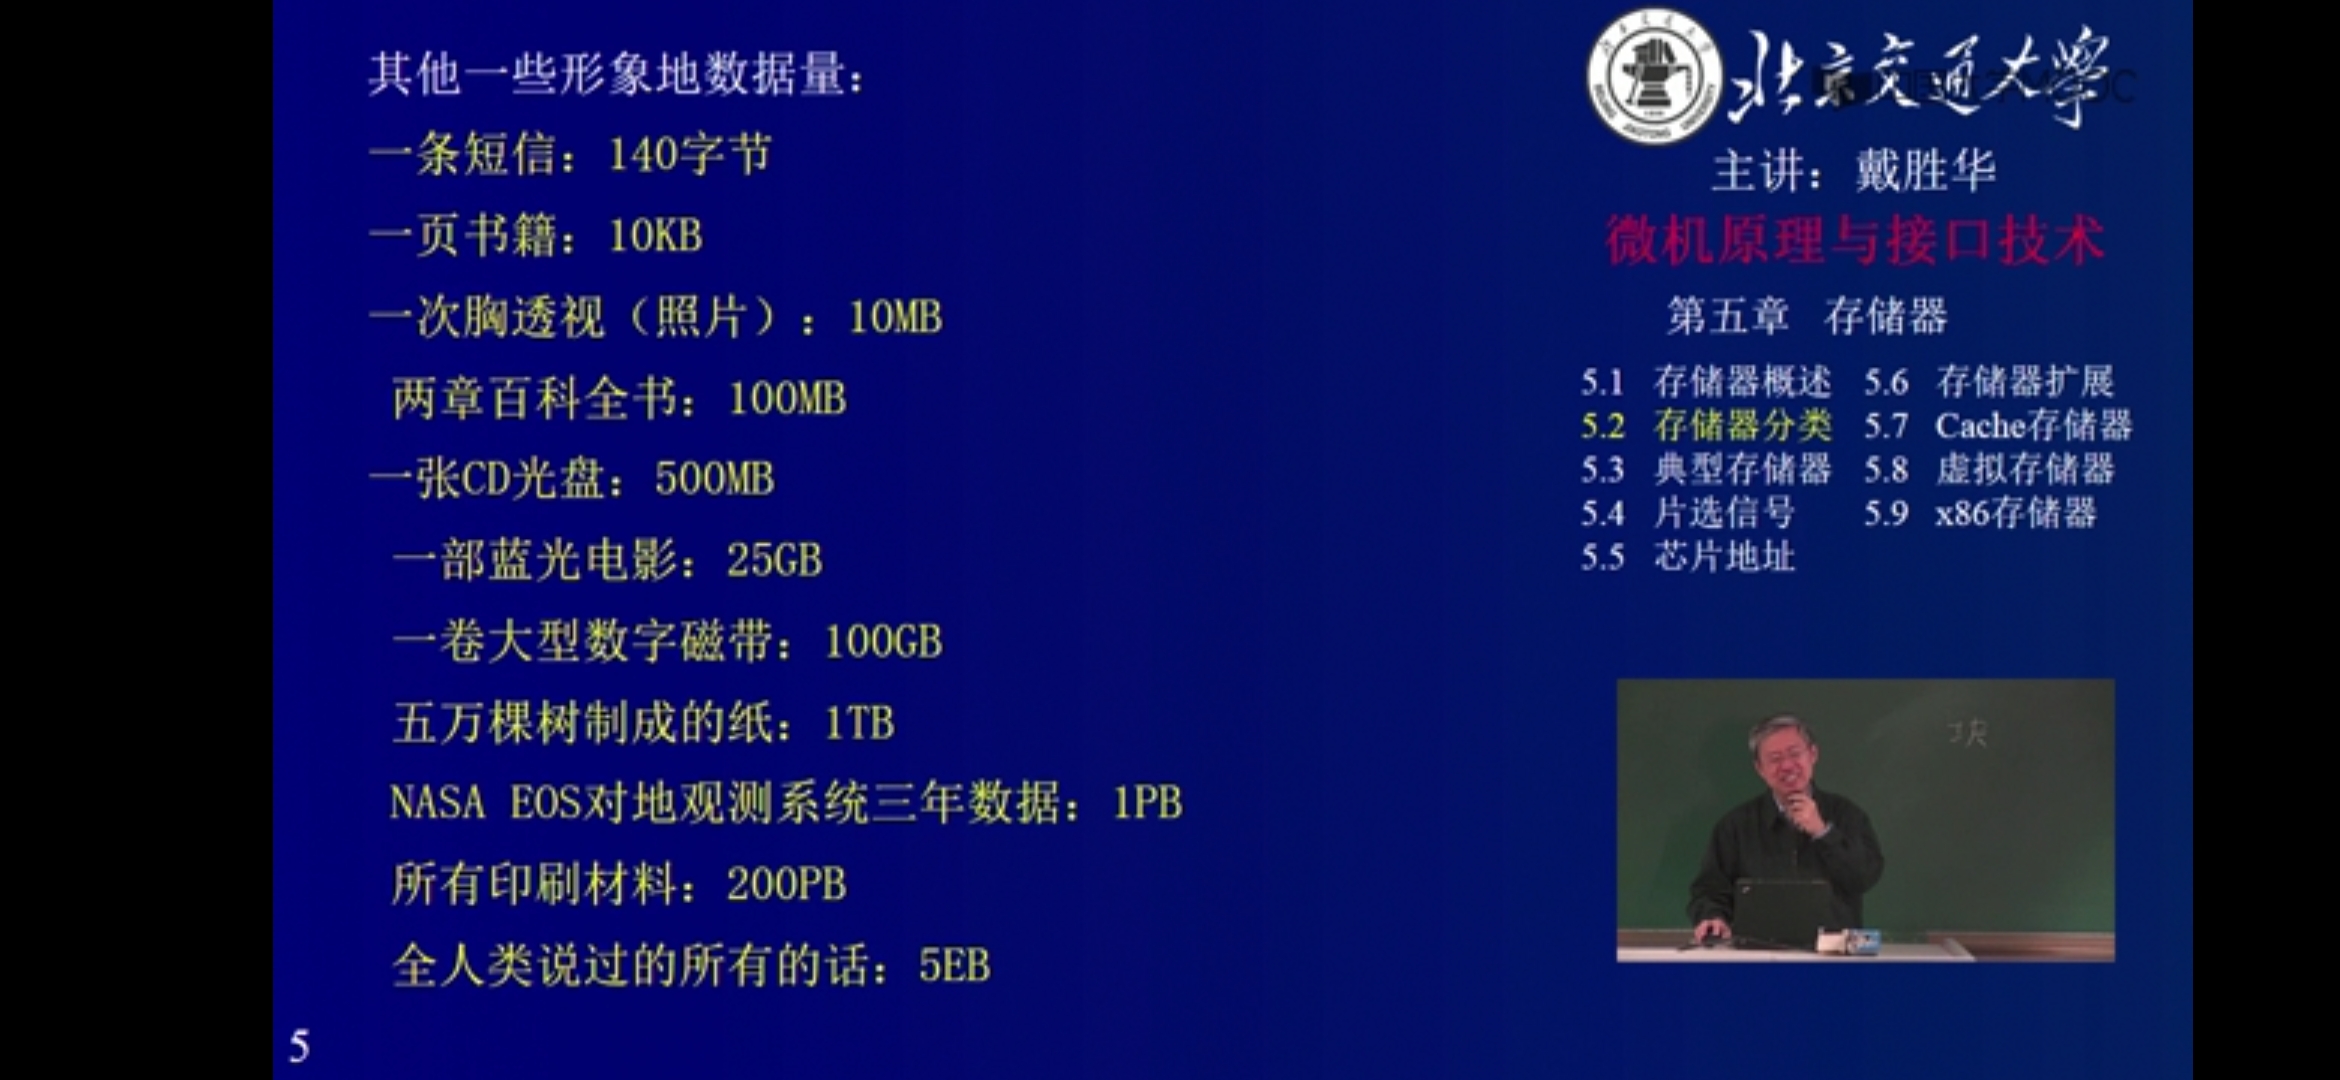 其他一些形象地数据量：
一条短信：140字节
一页书籍：10KB
一次胸透视（照片）：10MB
两章百科全书：100MB
一张CD光盘：500MB
一部蓝光电影：25GB
一卷大型数字磁带：100GB
五万棵树制成的纸：1TB
NASA EOS对地观测系统三年数据：1PB
所有印刷材料：200PB
全人类说过的所有的话：5EB
5
北京交通大学
主讲：戴胜华
微机原理与接口技术
第五章 存储器
5.1 存储器概述 5.6 存储器扩展
5.2 存储器分类 5.7 Cache存储器
5.3 典型存储器 5.8 虚拟存储器
5.4 片选信号 5.9 x86存储器
5.5 芯片地址